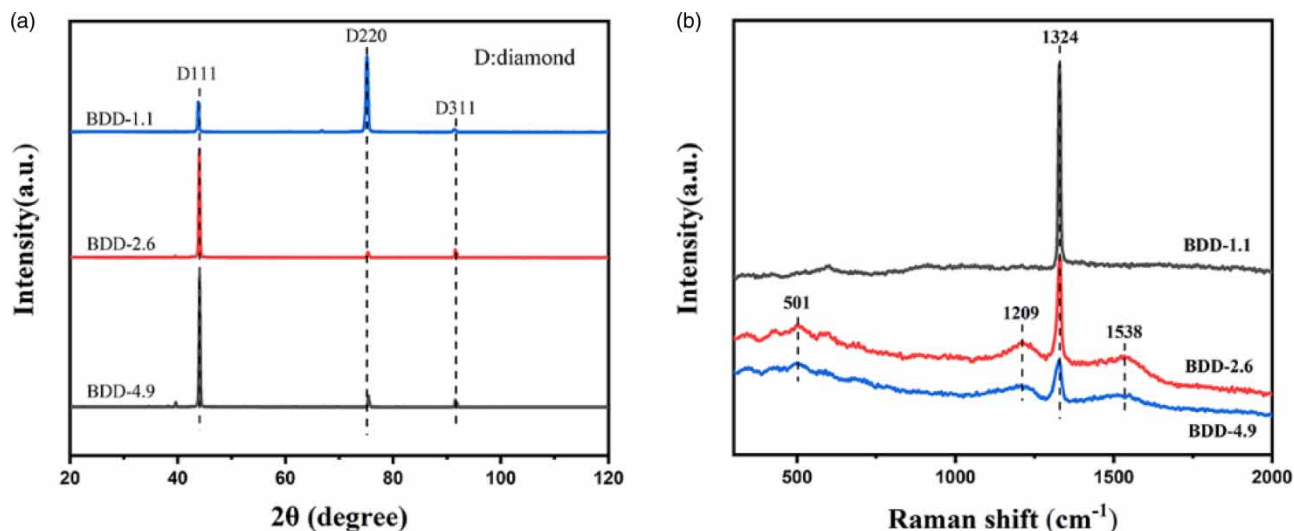 (a)
D220
D:diamond
D111
D311
BDD-1.1
BDD-2.6
BDD-4.9
Intensity(a.u.)
20 40 60 80 100 120
2θ (degree)
(b)
1324
BDD-1.1
501
1209
1538
BDD-2.6
BDD-4.9
Intensity(a.u.)
500 1000 1500 2000
Raman shift (cm⁻¹)